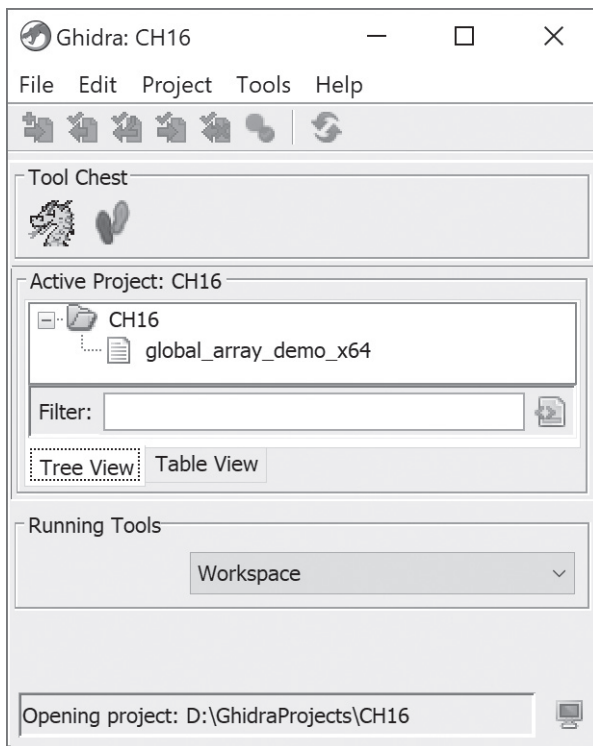 Ghidra: CH16
File Edit Project Tools Help
Tool Chest
Active Project: CH16
CH16
global_array_demo_x64
Filter:
Tree View Table View
Running Tools
Workspace
Opening project: D:\GhidraProjects\CH16